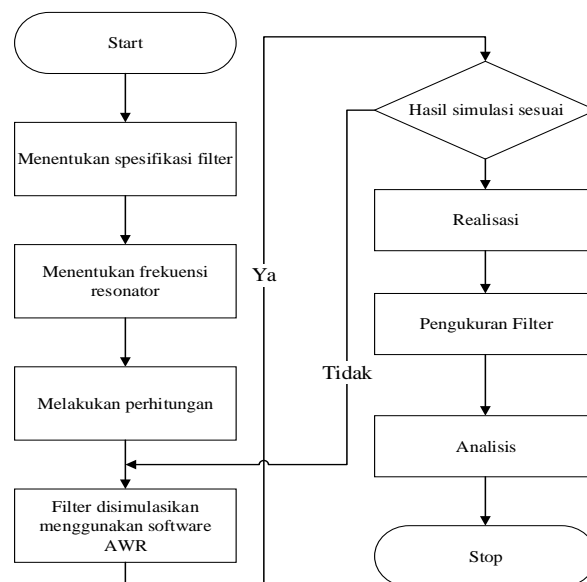 Start
Menentukan spesifikasi filter
Menentukan frekuensi
resonator
Melakukan perhitungan
Filter disimulasikan
menggunakan software
AWR
Ya
Hasil simulasi sesuai
Tidak
Realisasi
Pengukuran Filter
Analisis
Stop